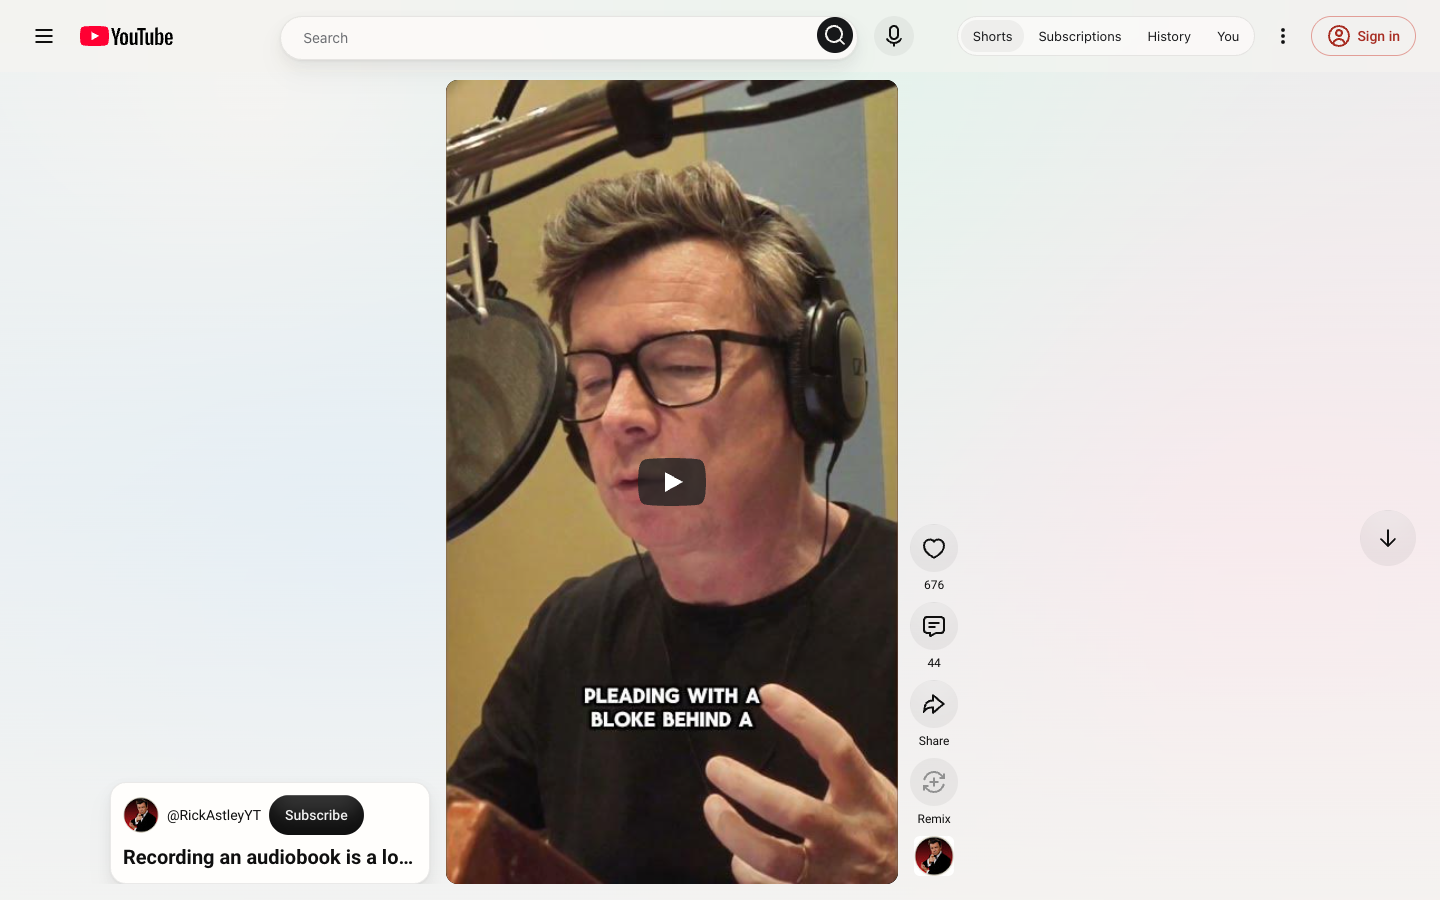 YouTube
Search
Shorts
Subscriptions
History
You
Sign in
PLEADING WITH A
BLOKE BEHIND A
676
44
Share
Remix
@RickAstleyYT
Subscribe
Recording an audiobook is a lo...